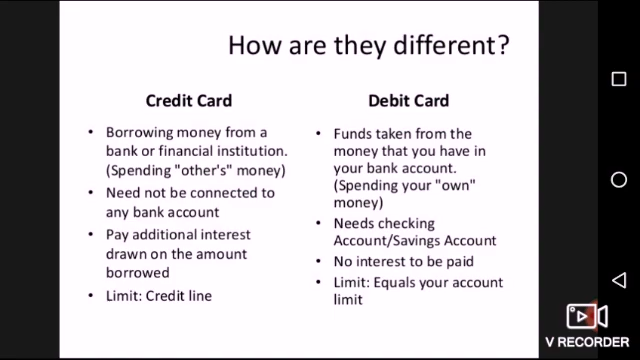 How are they different?
Credit Card
• Borrowing money from a
bank or financial institution.
(Spending "other's" money)
• Need not be connected to
any bank account
• Pay additional interest
drawn on the amount
borrowed
• Limit: Credit line
Debit Card
• Funds taken from the
money that you have in
your bank account.
(Spending your "own"
money)
• Needs checking
Account/Savings Account
• No interest to be paid
• Limit: Equals your account
limit
V RECORDER